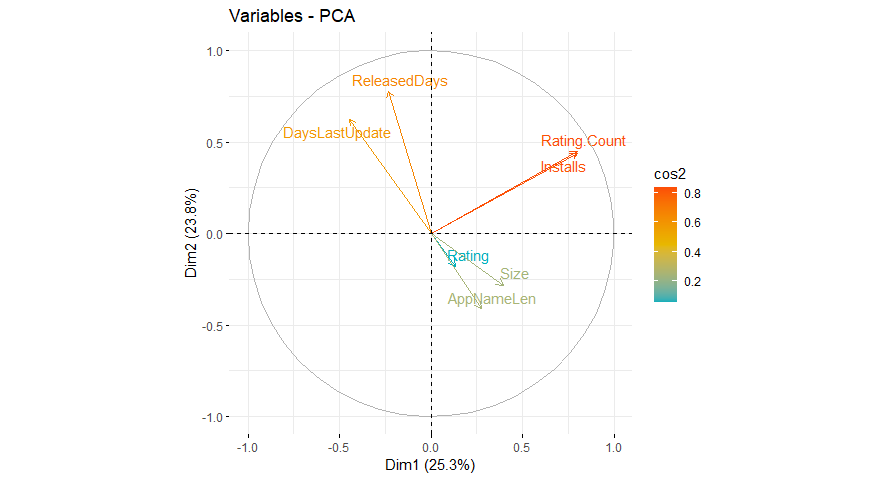 Variables - PCA
1.0
0.5
0.0
-0.5
-1.0
Dim2 (23.8%)
ReleasedDays
DaysLastUpdate
Rating.Count
Installs
Rating
Size
AppNameLen
-1.0
-0.5
0.0
0.5
1.0
Dim1 (25.3%)
cos2
0.8
0.6
0.4
0.2